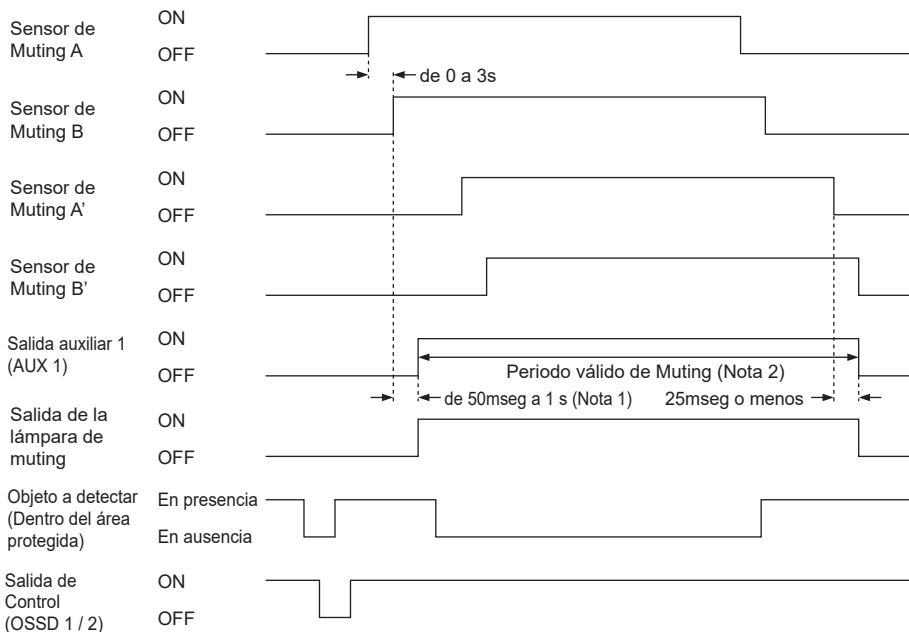 Sensor de
Muting A
ON
OFF
de 0 a 3s
Sensor de
Muting B
ON
OFF
Sensor de
Muting A'
ON
OFF
Sensor de
Muting B'
ON
OFF
Salida auxiliar 1
(AUX 1)
ON
OFF
Periodo válido de Muting (Nota 2)
de 50mseg a 1 s (Nota 1)
25mseg o menos
Salida de la
lámpara de
muting
ON
OFF
Objeto a detectar
(Dentro del área
protegida)
En presencia
En ausencia
Salida de
Control
(OSSD 1 / 2)
ON
OFF